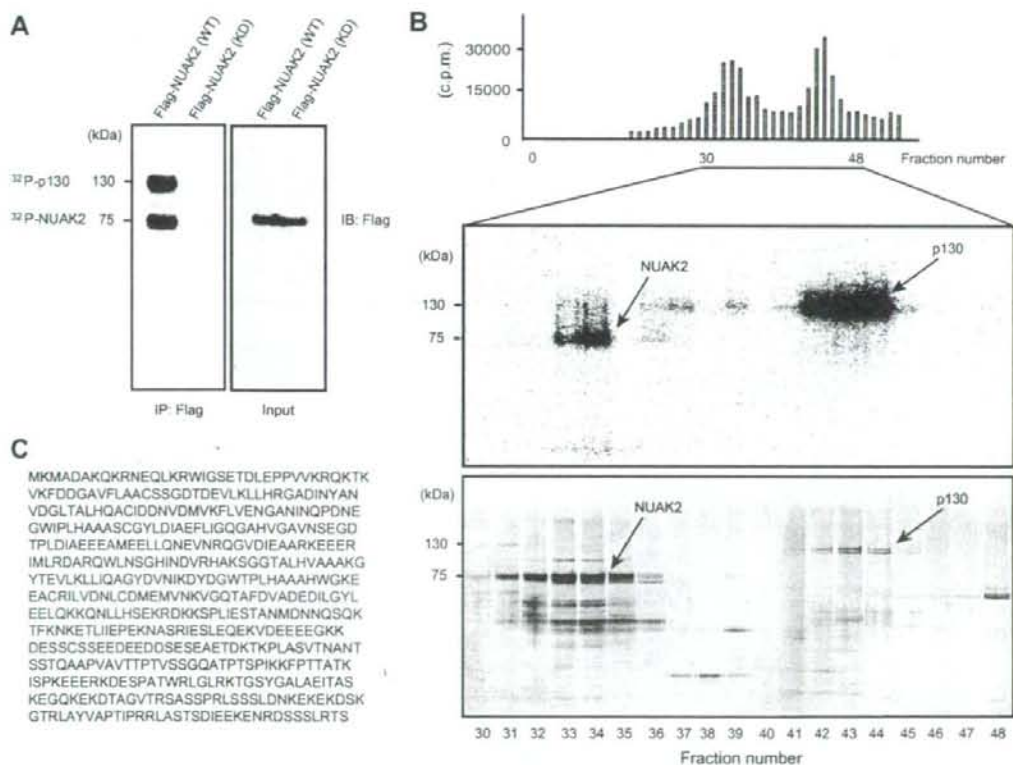 A
Flag-NUAK2 (WT)
Flag-NUAK2 (KD)
Flag-NUAK2 (WT)
Flag-NUAK2 (KD)
(kDa)
32P-p130 130
32P-NUAK2 75
IB: Flag
IP: Flag Input
B
(c.p.m.)
30000
15000
0
0 30 48 Fraction number
(kDa)
NUAK2
p130
130
75
(kDa)
NUAK2
p130
130
75
30 31 32 33 34 35 36 37 38 39 40 41 42 43 44 45 46 47 48
Fraction number
C
MKMADAKQKRNEQLKRWIGSETDLEPPVVKRQKTK
VKFDDGAVFLAACSSGDTDEVLKLLHRGADINYAN
VDGLTALHQACIDDNVDMVKFLVENGANINQPDNE
GWIPLHAAASCGYLDIAEFLIGQGAHVGAVNSEGD
TPLDIAEEEAMEELLQNEVNRQGVDIEAARKEEER
IMLRDARQWLNSGHINDVRHAKSGGTALHVAAAKG
YTEVLKLLIQAGYDVNIKDYDGWTPLHAAAHWGKE
EACRILVDNLCDMEMVNKVGQTAFDVADEDILGYL
EELQKKQNLLHSEKRDKKSPLIESTANMDNNQSQK
TFKNKETLIIEPEKNASRIESLEQEKVDEEEEGKK
DESSCSSEEDEEDDSESEAETDKTKPLASVTNANT
SSTQAAPVAVTTPTVSSGQATPTSPIKKFPTTATK
ISPKEEERKDESPATWRLGLRKTGSYGALAEITAS
KEGQKEKDTAGVTRSASSPRLSSSLDNKEKEKDSK
GTRLAYVAPTIPRRLASTSDIEEKENRDSSSLRTS